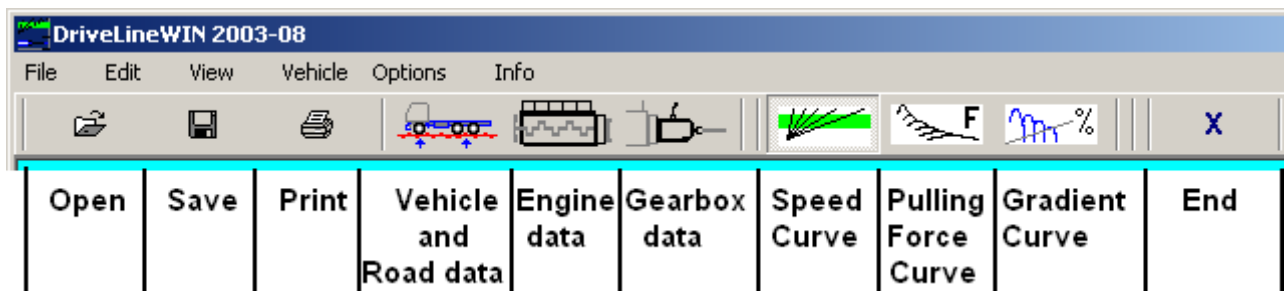 DriveLineWIN 2003-08
File Edit View Vehicle Options Info
F % X
Open Save Print Vehicle and Road data Engine data Gearbox data Speed Curve Pulling Force Curve Gradient Curve End